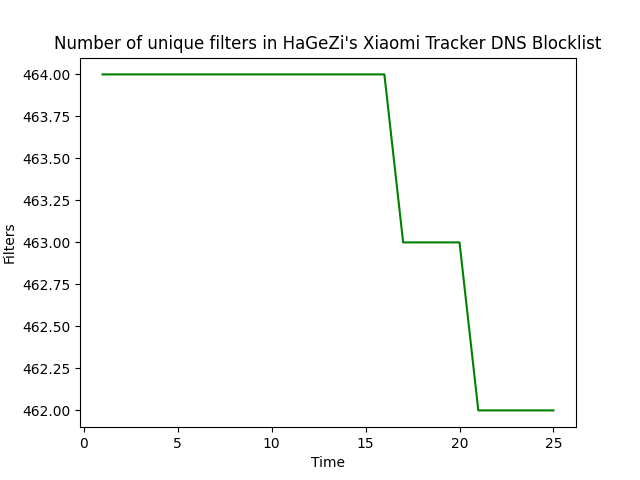 Number of unique filters in HaGeZi's Xiaomi Tracker DNS Blocklist
464.00
463.75
463.50
463.25
463.00
462.75
462.50
462.25
462.00
Filters
0 5 10 15 20 25
Time